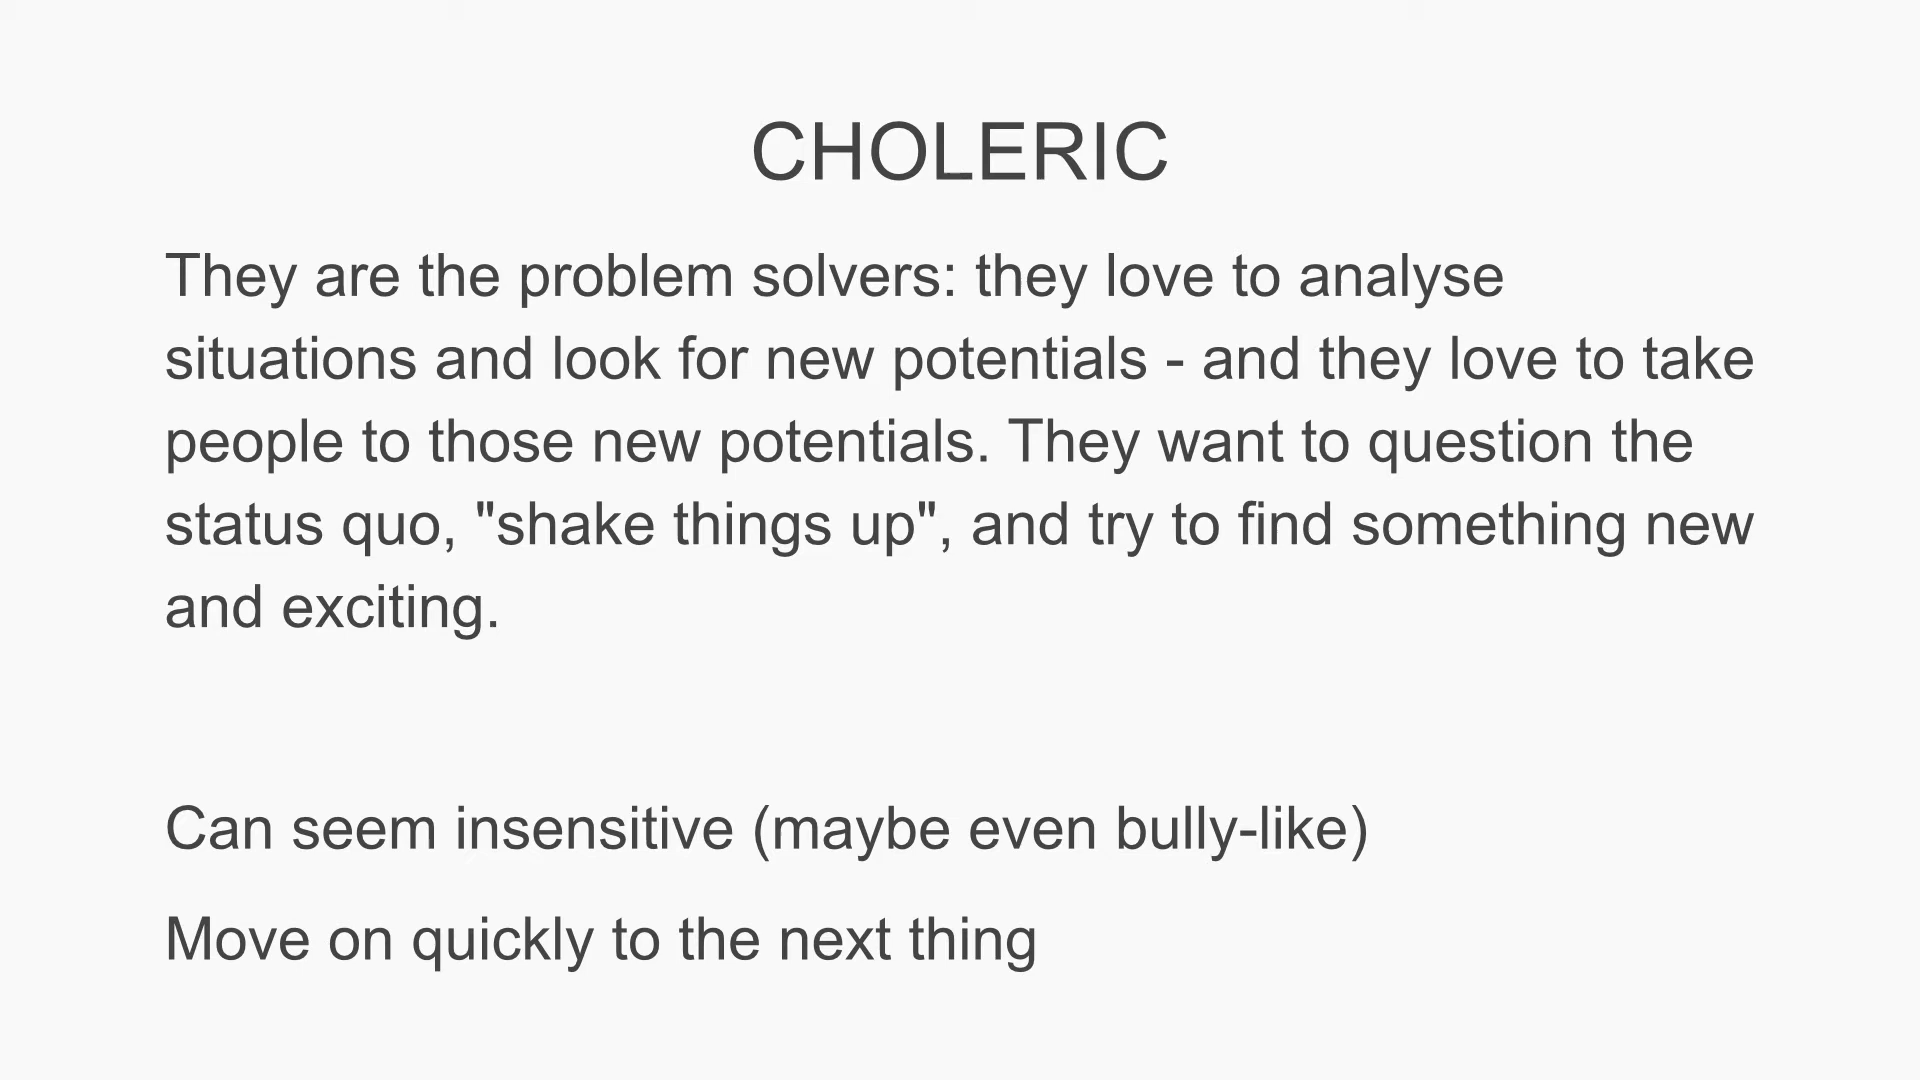 CHOLERIC
They are the problem solvers: they love to analyse
situations and look for new potentials - and they love to take
people to those new potentials. They want to question the
status quo, "shake things up", and try to find something new
and exciting.
Can seem insensitive (maybe even bully-like)
Move on quickly to the next thing